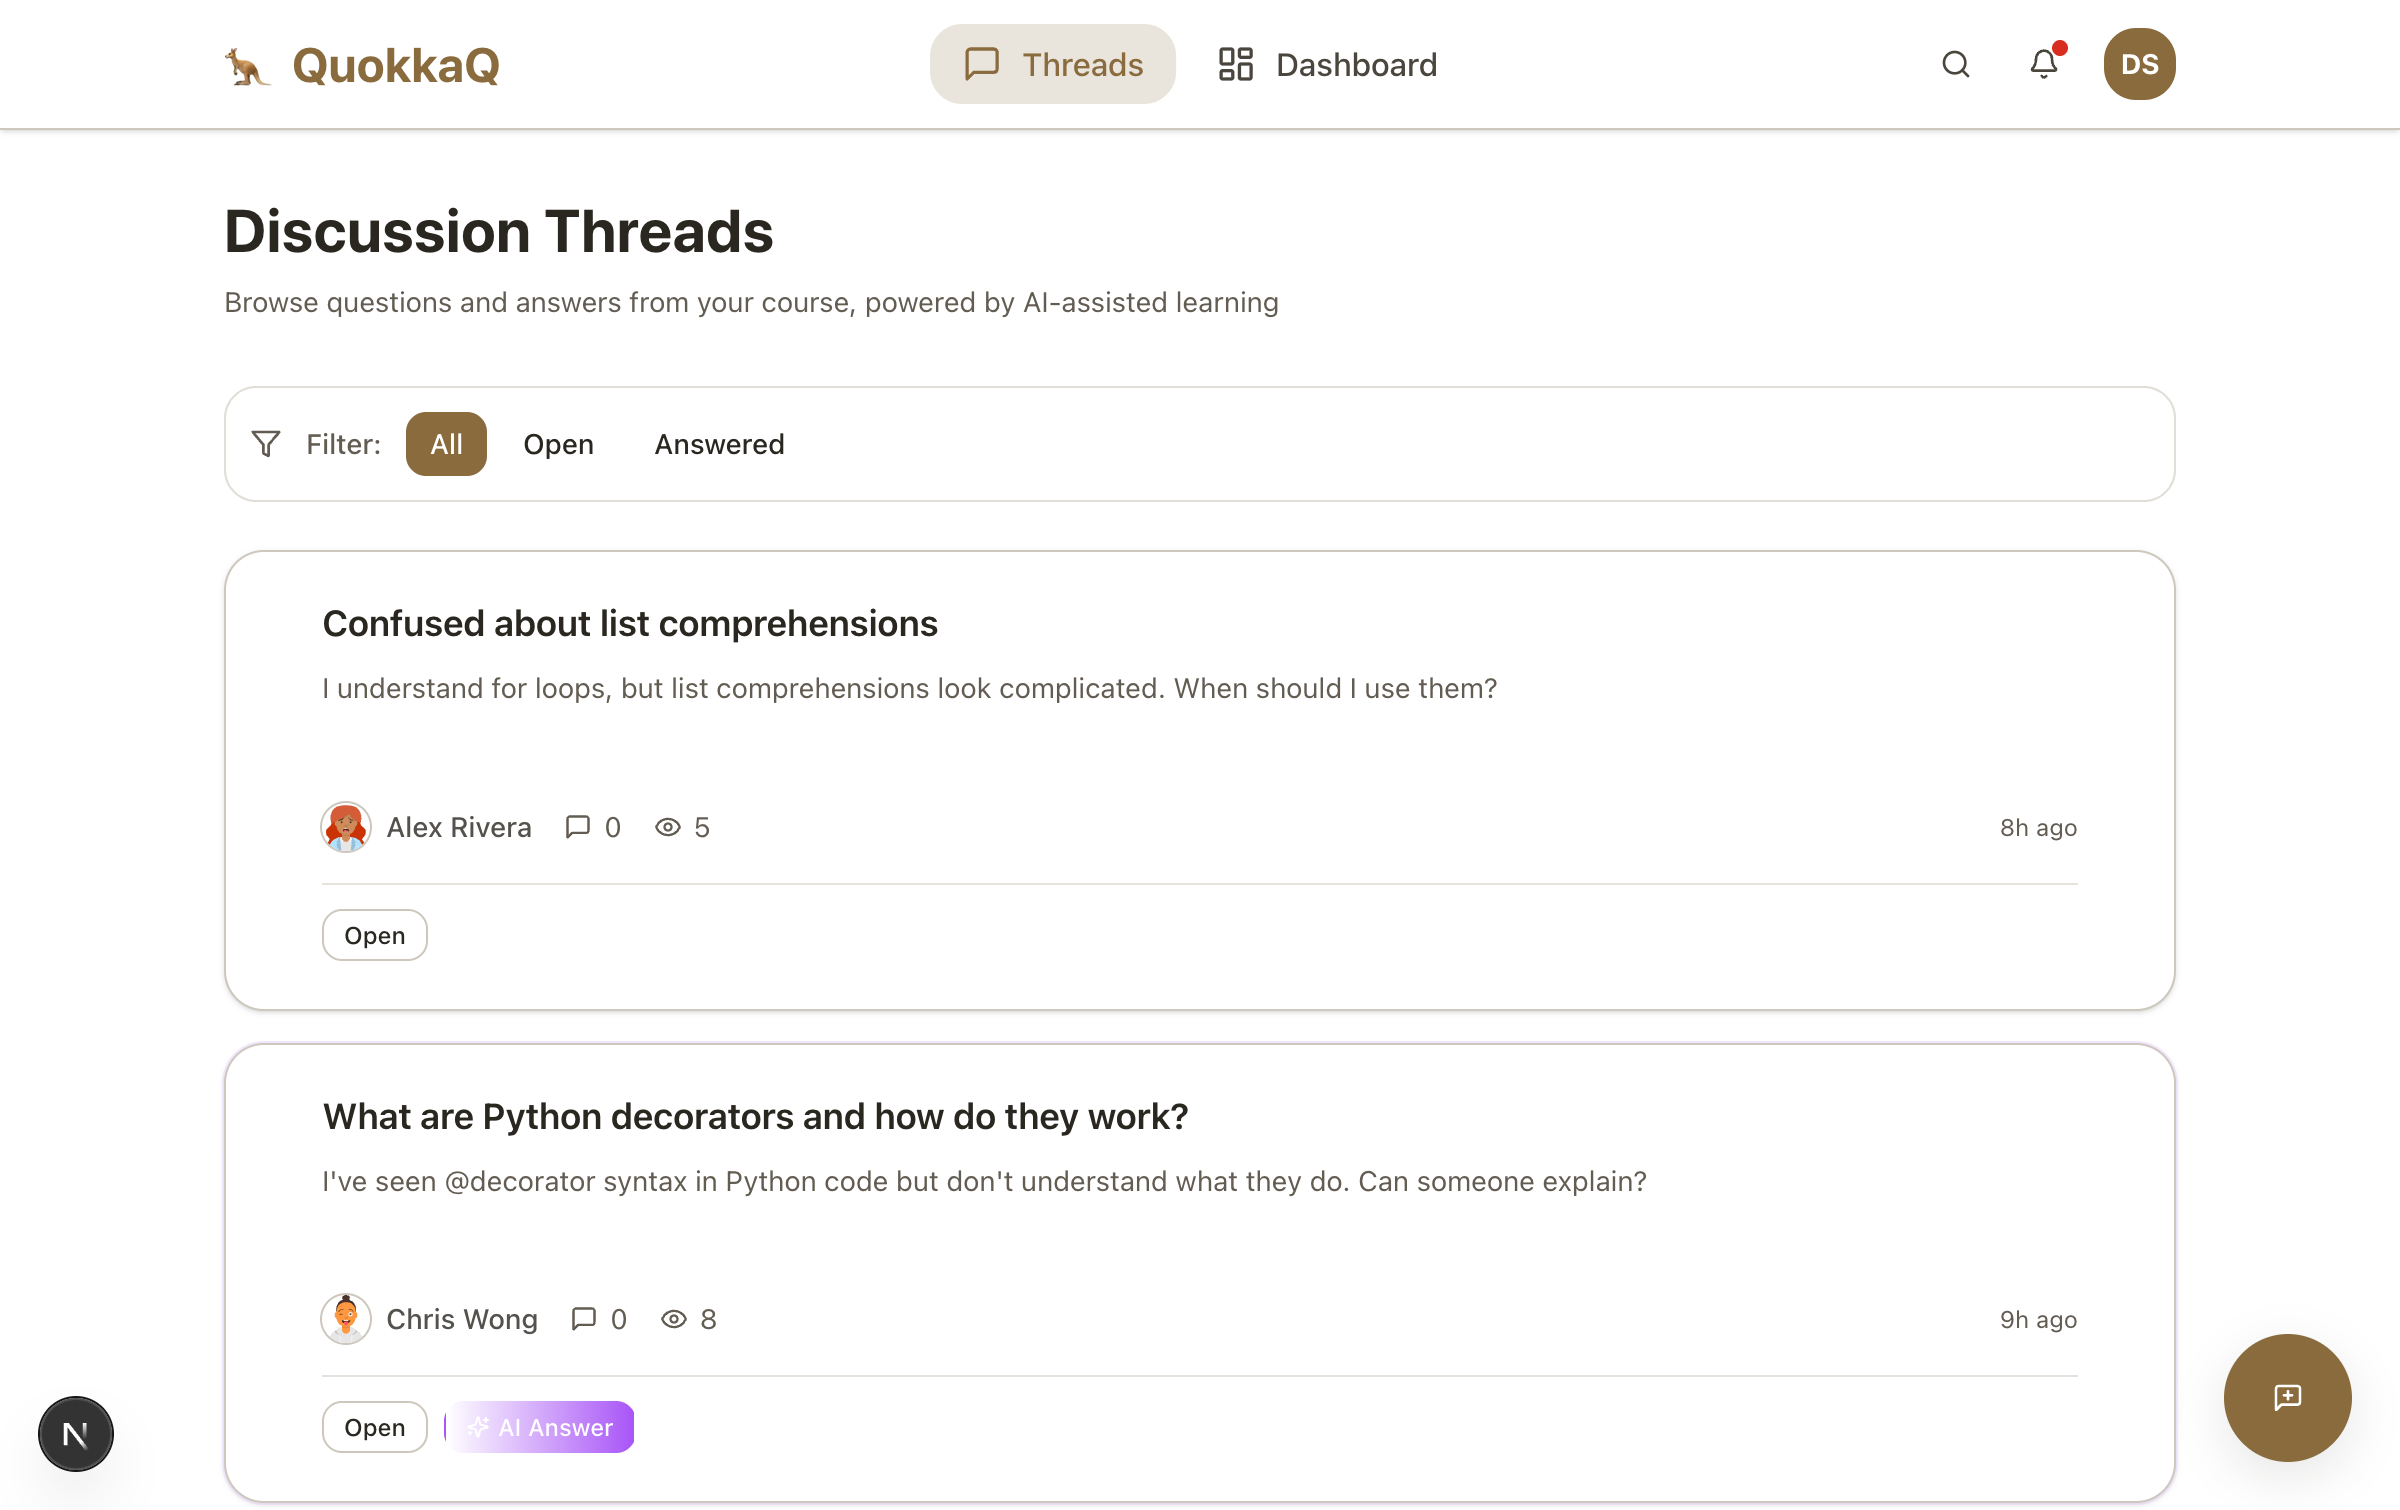 QuokkaQ
Threads
Dashboard
DS
Discussion Threads
Browse questions and answers from your course, powered by AI-assisted learning
Filter:
All
Open
Answered
Confused about list comprehensions
I understand for loops, but list comprehensions look complicated. When should I use them?
Alex Rivera
0
5
8h ago
Open
What are Python decorators and how do they work?
I've seen @decorator syntax in Python code but don't understand what they do. Can someone explain?
Chris Wong
0
8
9h ago
Open
AI Answer
N